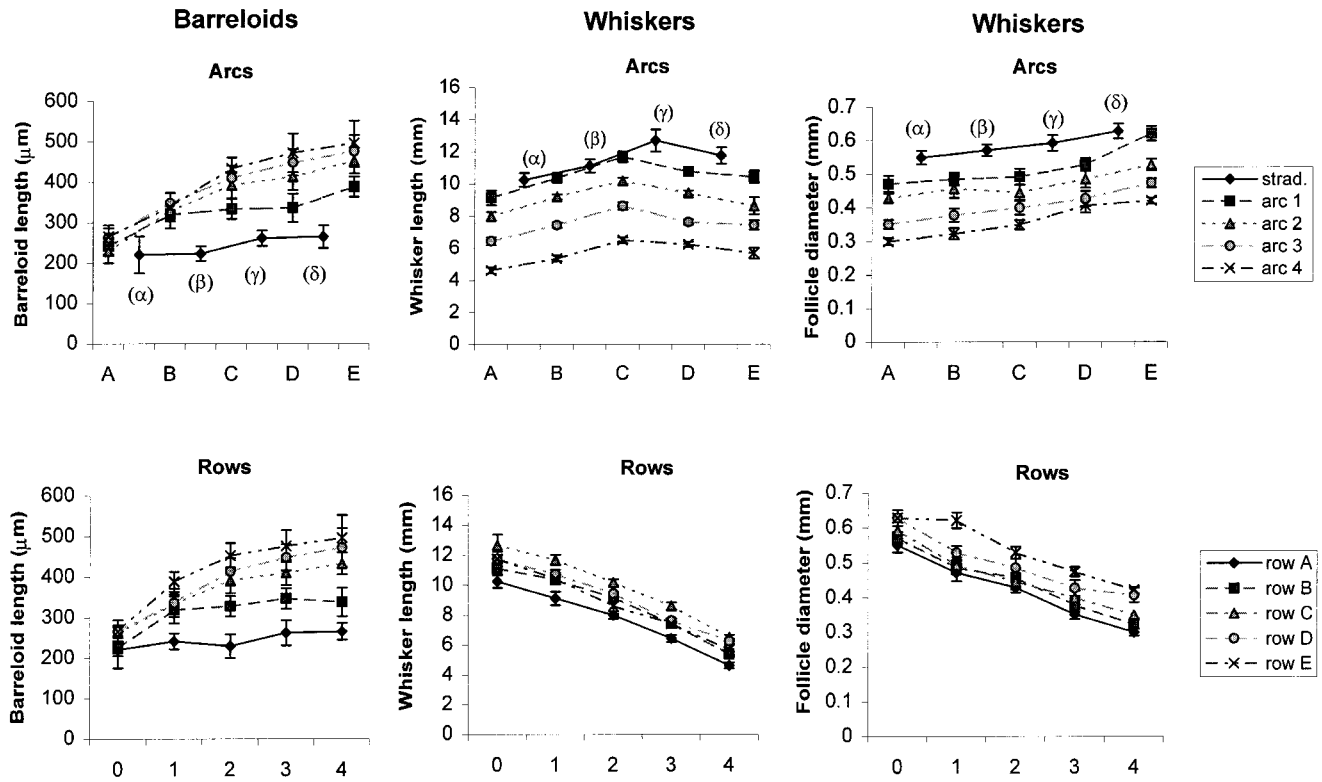 Barreloids
Whiskers
Whiskers
Arcs
Arcs
Arcs
Barreloid length (μm)
600
500
400
300
200
100
0
(α)
(β)
(γ)
(δ)
A B C D E
Whisker length (mm)
16
14
12
10
8
6
4
2
0
(α)
(β)
(γ)
(δ)
A B C D E
Follicle diameter (mm)
0.7
0.6
0.5
0.4
0.3
0.2
0.1
0
(α)
(β)
(γ)
(δ)
A B C D E
strad.
arc 1
arc 2
arc 3
arc 4
Rows
Rows
Rows
Barreloid length (μm)
600
500
400
300
200
100
0
0 1 2 3 4
Whisker length (mm)
16
14
12
10
8
6
4
2
0
0 1 2 3 4
Follicle diameter (mm)
0.7
0.6
0.5
0.4
0.3
0.2
0.1
0
0 1 2 3 4
row A
row B
row C
row D
row E